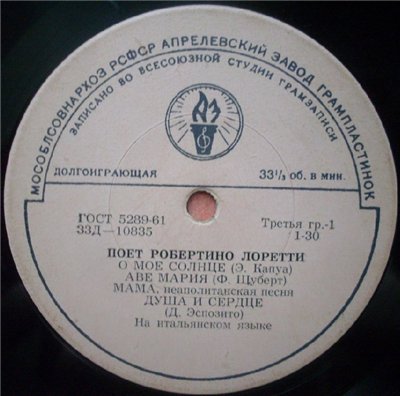 МОСОБЛСОВНАРХОЗ РСФСР АПРЕЛЕВСКИЙ ЗАВОД ГРАМПЛАСТИНОК
ЗАПИСАНО ВО ВСЕСОЮЗНОЙ СТУДИИ ГРАМЗАПИСИ
АЗ
ДОЛГОИГРАЮЩАЯ 33⅓ об. в мин.
ГОСТ 5289-61 Третья гр.-1
33Д—10835 1-30
ПОЕТ РОБЕРТИНО ЛОРЕТТИ
О МОЕ СОЛНЦЕ (Э. Капуа)
АВЕ МАРИЯ (Ф. Шуберт)
МАМА, неаполитанская песня
ДУША И СЕРДЦЕ
(Д. Эспозито)
На итальянском языке